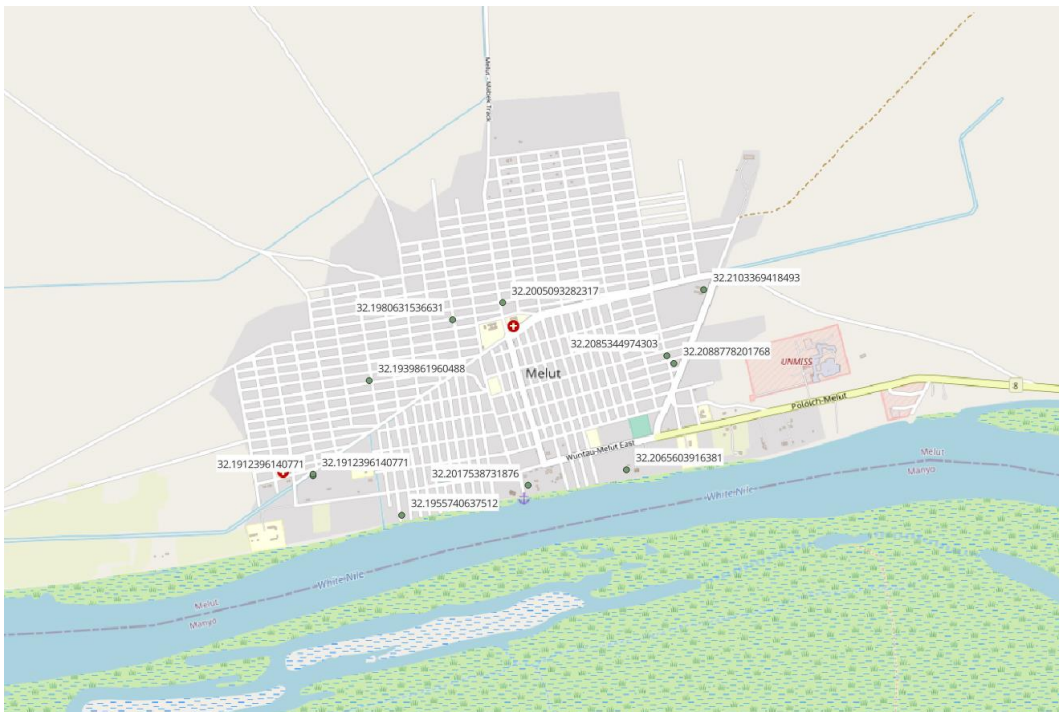 Melut - Mabek Track
32.2103369418493
32.2005093282317
32.1980631536631
32.2085344974303
32.2088778201768
UNMISS
32.1939861960488
Melut
8
Poloich-Melut
Wuntau-Melut East
32.1912396140771
32.1912396140771
32.2017538731876
32.2065603916381
Melut
Manyo
White Nile
32.1955740637512
White Nile
Melut
Manyo